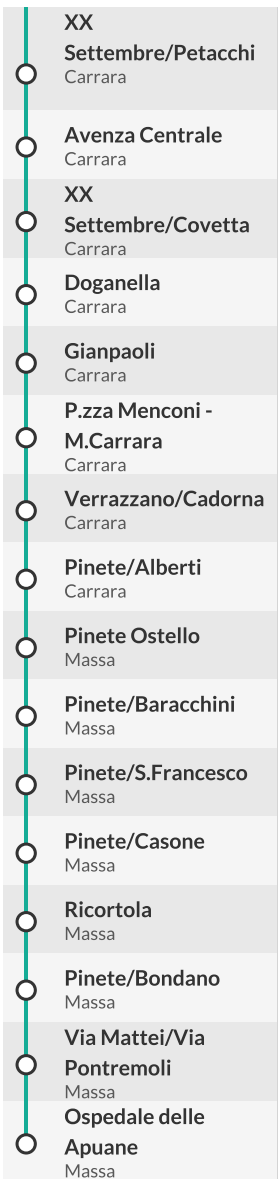 XX
Settembre/Petacchi
Carrara
Avenza Centrale
Carrara
XX
Settembre/Covetta
Carrara
Doganella
Carrara
Gianpaoli
Carrara
P.zza Menconi -
M.Carrara
Carrara
Verrazzano/Cadorna
Carrara
Pinete/Alberti
Carrara
Pinete Ostello
Massa
Pinete/Baracchini
Massa
Pinete/S.Francesco
Massa
Pinete/Casone
Massa
Ricortola
Massa
Pinete/Bondano
Massa
Via Mattei/Via
Pontremoli
Massa
Ospedale delle
Apuane
Massa